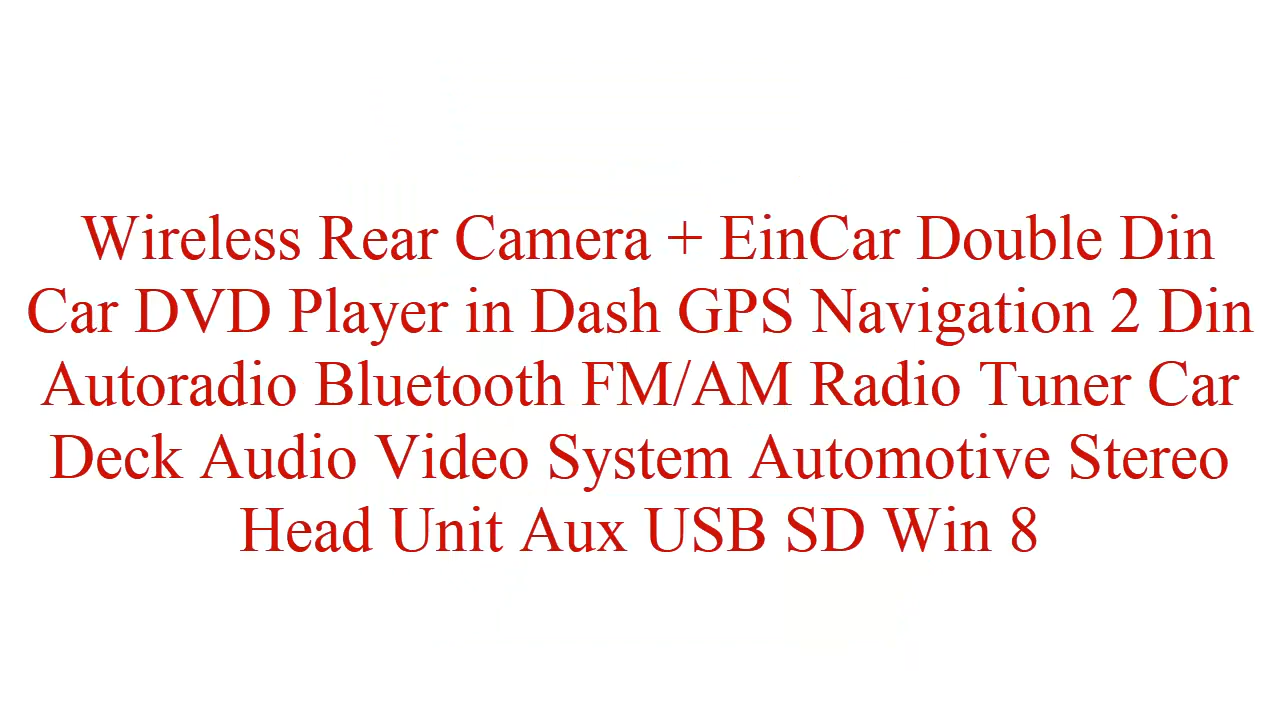 Wireless Rear Camera + EinCar Double Din
Car DVD Player in Dash GPS Navigation 2 Din
Autoradio Bluetooth FM/AM Radio Tuner Car
Deck Audio Video System Automotive Stereo
Head Unit Aux USB SD Win 8